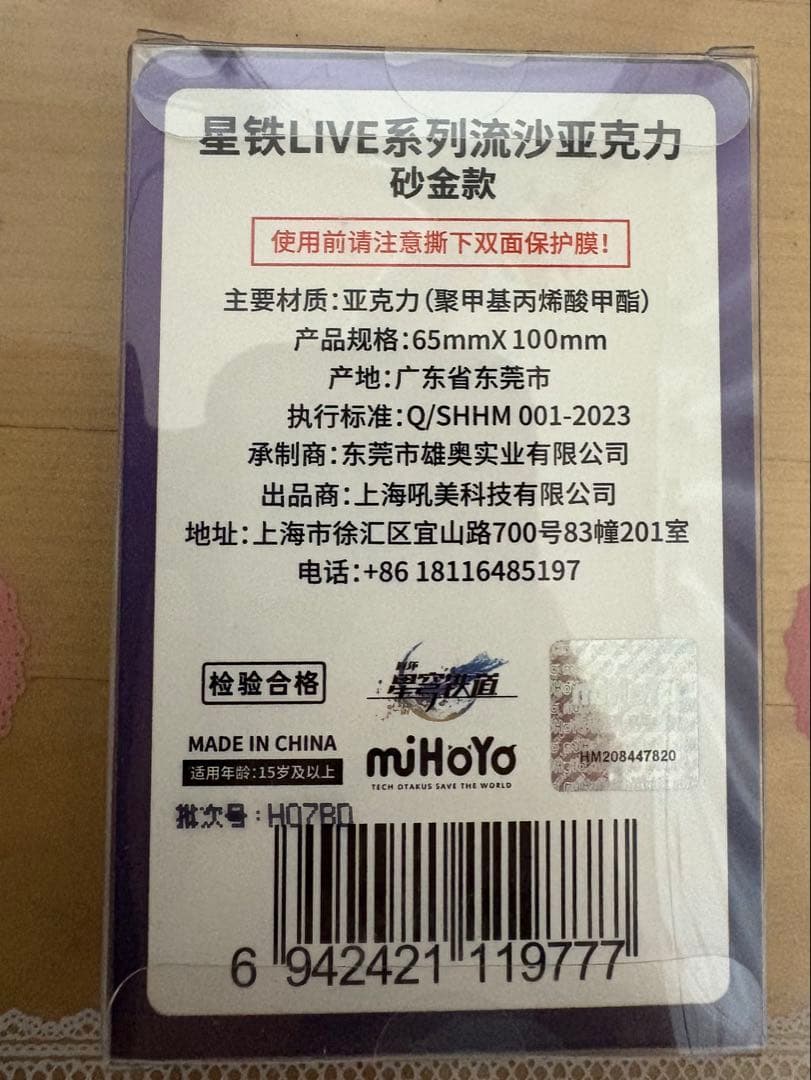 星铁LIVE系列流沙亚克力
砂金款
使用前请注意撕下双面保护膜！
主要材质：亚克力（聚甲基丙烯酸甲酯）
产品规格：65mmX100mm
产地：广东省东莞市
执行标准：Q/SHHM 001-2023
承制商：东莞市雄奥实业有限公司
出品商：上海吼美科技有限公司
地址：上海市徐汇区宜山路700号83幢201室
电话：+86 18116485197
检验合格
崩坏
星穹铁道
HM208447820
MADE IN CHINA
适用年龄：15岁及以上
miHoYo
TECH OTAKUS SAVE THE WORLD
批次号：H07BD
6 942421 119777